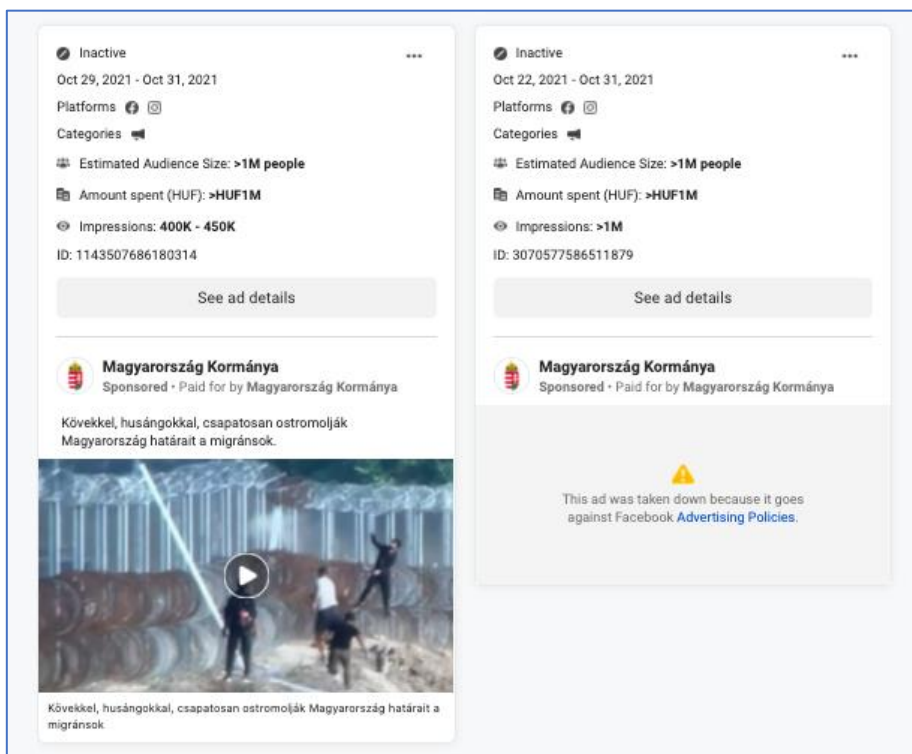 Inactive
Oct 29, 2021 - Oct 31, 2021
Platforms
Categories
Estimated Audience Size: >1M people
Amount spent (HUF): >HUF1M
Impressions: 400K - 450K
ID: 1143507686180314
See ad details
Magyarország Kormánya
Sponsored • Paid for by Magyarország Kormánya
Kövekkel, husángokkal, csapatosan ostromolják
Magyarország határait a migránsok.
Kövekkel, husángokkal, csapatosan ostromolják Magyarország határait a
migránsok
Inactive
Oct 22, 2021 - Oct 31, 2021
Platforms
Categories
Estimated Audience Size: >1M people
Amount spent (HUF): >HUF1M
Impressions: >1M
ID: 3070577586511879
See ad details
Magyarország Kormánya
Sponsored • Paid for by Magyarország Kormánya
This ad was taken down because it goes
against Facebook Advertising Policies.